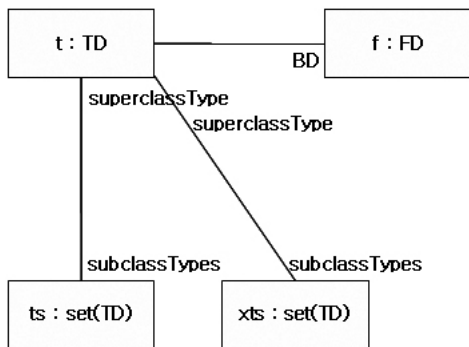 t : TD
f : FD
BD
superclassType
superclassType
subclassTypes
subclassTypes
ts : set(TD)
xts : set(TD)